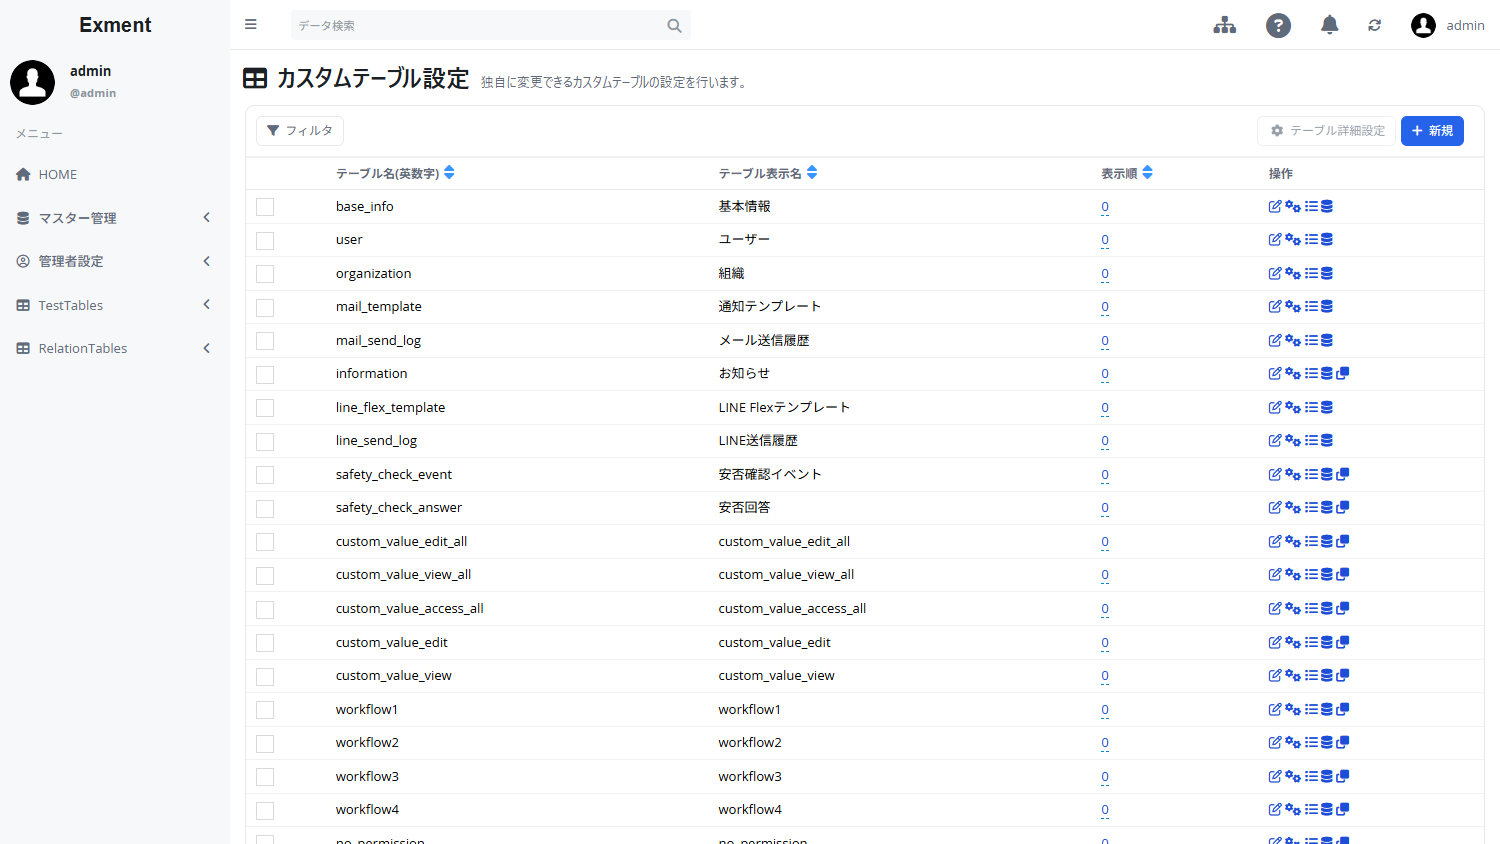 Exment
データ検索
admin
admin
@admin
メニュー
HOME
マスター管理
管理者設定
TestTables
RelationTables
カスタムテーブル設定 独自に変更できるカスタムテーブルの設定を行います。
フィルタ
テーブル詳細設定
新規
テーブル名(英数字) テーブル表示名 表示順 操作
base_info 基本情報 0
user ユーザー 0
organization 組織 0
mail_template 通知テンプレート 0
mail_send_log メール送信履歴 0
information お知らせ 0
line_flex_template LINE Flexテンプレート 0
line_send_log LINE送信履歴 0
safety_check_event 安否確認イベント 0
safety_check_answer 安否回答 0
custom_value_edit_all custom_value_edit_all 0
custom_value_view_all custom_value_view_all 0
custom_value_access_all custom_value_access_all 0
custom_value_edit custom_value_edit 0
custom_value_view custom_value_view 0
workflow1 workflow1 0
workflow2 workflow2 0
workflow3 workflow3 0
workflow4 workflow4 0
no_permission no_permission 0